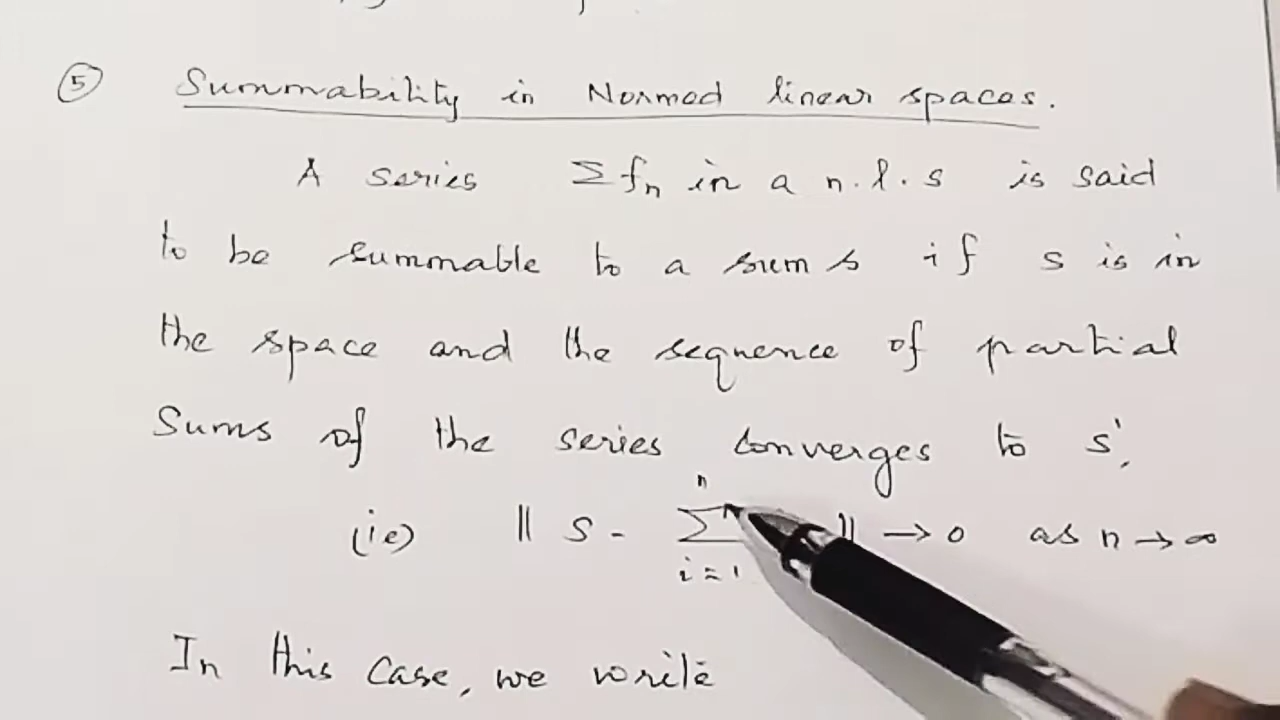 ⑤ Summability in Normed linear spaces.
A series Σ fn in a n.l.s is said
to be summable to a sum s if s is in
the space and the sequence of partial
Sums of the series converges to s',
(ie) || s - Σ || → 0 as n → ∞
n
i = 1
In this case, we write